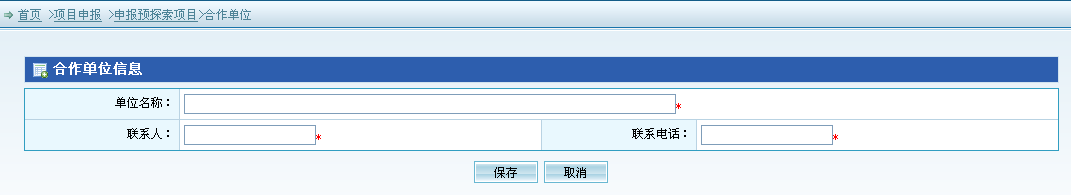 首页 >项目申报 >申报预探索项目>合作单位
合作单位信息
单位名称： *
联系人： * 联系电话： *
保存 取消